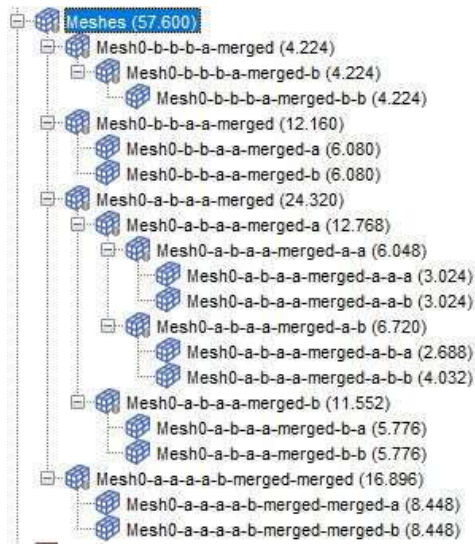 Meshes (57.600)
Mesh0-b-b-b-a-merged (4.224)
Mesh0-b-b-b-a-merged-b (4.224)
Mesh0-b-b-b-a-merged-b-b (4.224)
Mesh0-b-b-a-a-merged (12.160)
Mesh0-b-b-a-a-merged-a (6.080)
Mesh0-b-b-a-a-merged-b (6.080)
Mesh0-a-b-a-a-merged (24.320)
Mesh0-a-b-a-a-merged-a (12.768)
Mesh0-a-b-a-a-merged-a-a (6.048)
Mesh0-a-b-a-a-merged-a-a-a (3.024)
Mesh0-a-b-a-a-merged-a-a-b (3.024)
Mesh0-a-b-a-a-merged-a-b (6.720)
Mesh0-a-b-a-a-merged-a-b-a (2.688)
Mesh0-a-b-a-a-merged-a-b-b (4.032)
Mesh0-a-b-a-a-merged-b (11.552)
Mesh0-a-b-a-a-merged-b-a (5.776)
Mesh0-a-b-a-a-merged-b-b (5.776)
Mesh0-a-a-a-a-b-merged-merged (16.896)
Mesh0-a-a-a-a-b-merged-merged-a (8.448)
Mesh0-a-a-a-a-b-merged-merged-b (8.448)